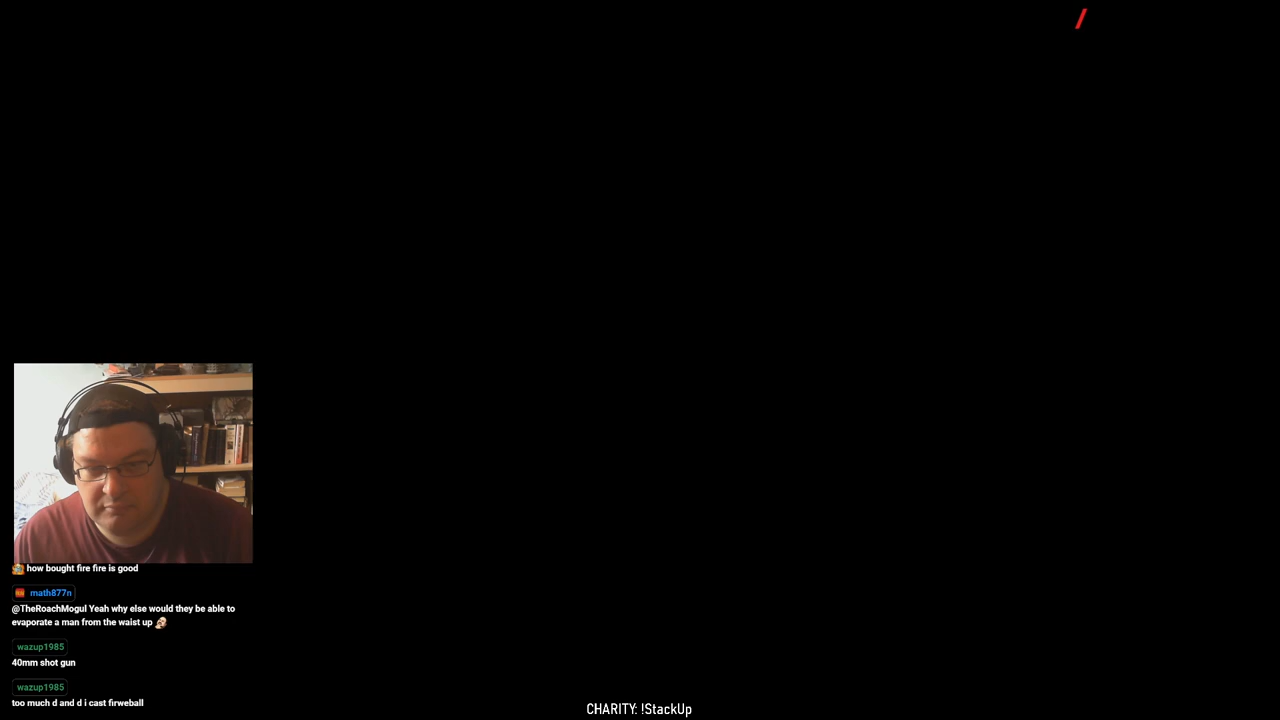 /
how bought fire fire is good
math877n
@TheRoachMogul Yeah why else would they be able to
evaporate a man from the waist up
wazup1985
40mm shot gun
wazup1985
too much d and d i cast firweball
CHARITY: !StackUp